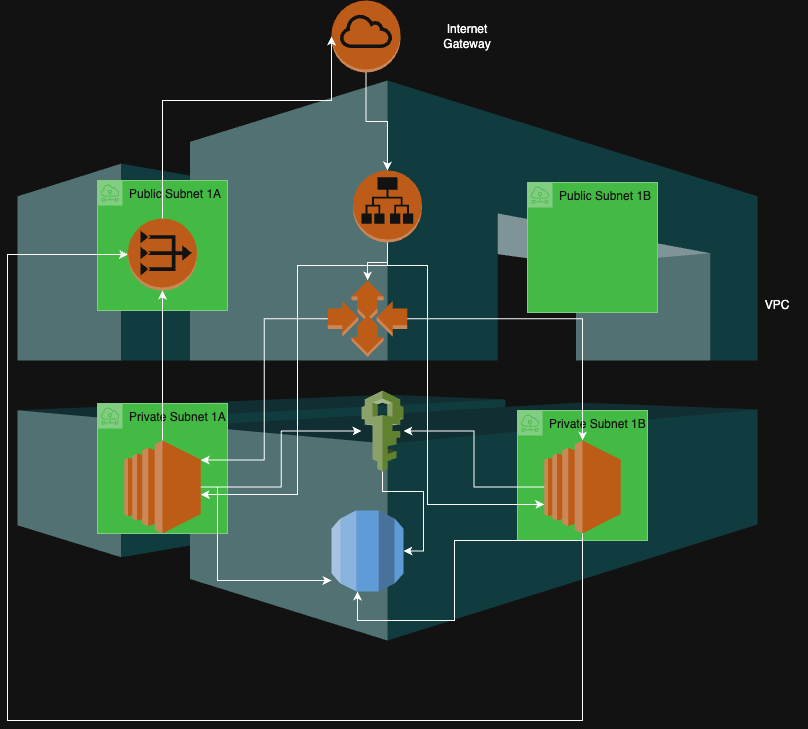 Internet
Gateway
Public Subnet 1A
Public Subnet 1B
VPC
Private Subnet 1A
Private Subnet 1B